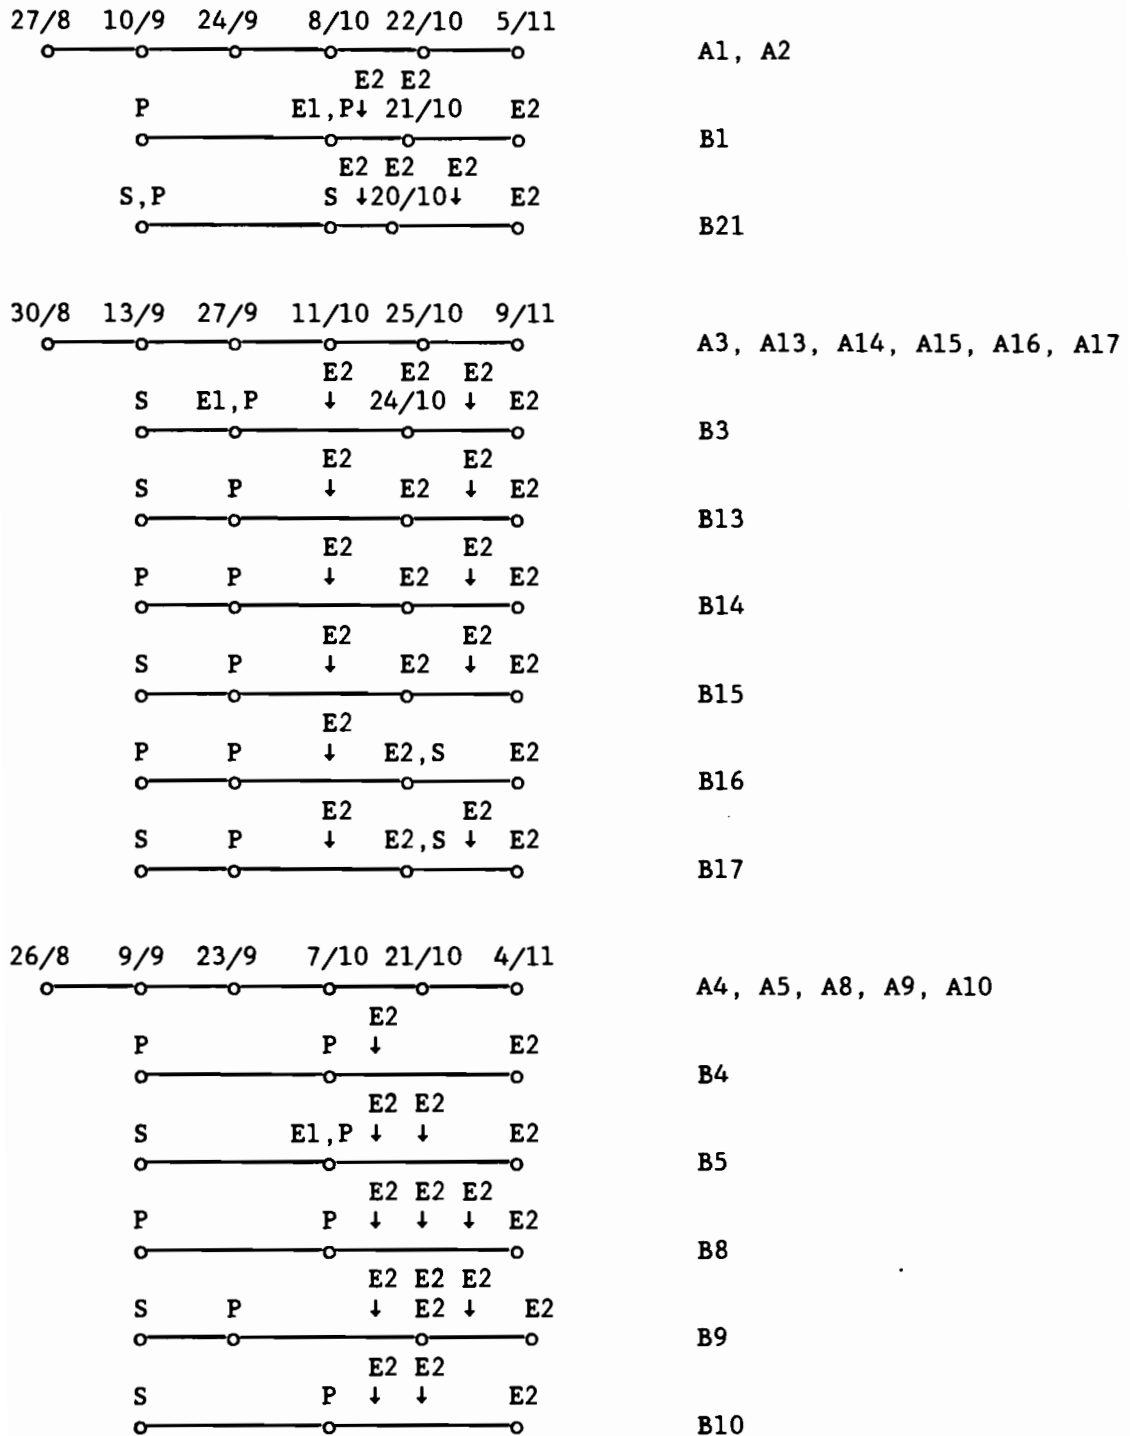 27/8 10/9 24/9 8/10 22/10 5/11
A1, A2
E2 E2
P E1,P↓ 21/10 E2
B1
E2 E2 E2
S,P S ↓20/10↓ E2
B21
30/8 13/9 27/9 11/10 25/10 9/11
A3, A13, A14, A15, A16, A17
E2 E2 E2
S E1,P ↓ 24/10 ↓ E2
B3
E2 E2
S P ↓ E2 ↓ E2
B13
E2 E2
P P ↓ E2 ↓ E2
B14
E2 E2
S P ↓ E2 ↓ E2
B15
E2
P P ↓ E2,S E2
B16
E2 E2
S P ↓ E2,S ↓ E2
B17
26/8 9/9 23/9 7/10 21/10 4/11
A4, A5, A8, A9, A10
E2
P P ↓ E2
B4
E2 E2
S E1,P ↓ ↓ E2
B5
E2 E2 E2
P P ↓ ↓ ↓ E2
B8
E2 E2 E2
S P ↓ E2 ↓ E2
B9
E2 E2
S P ↓ ↓ E2
B10